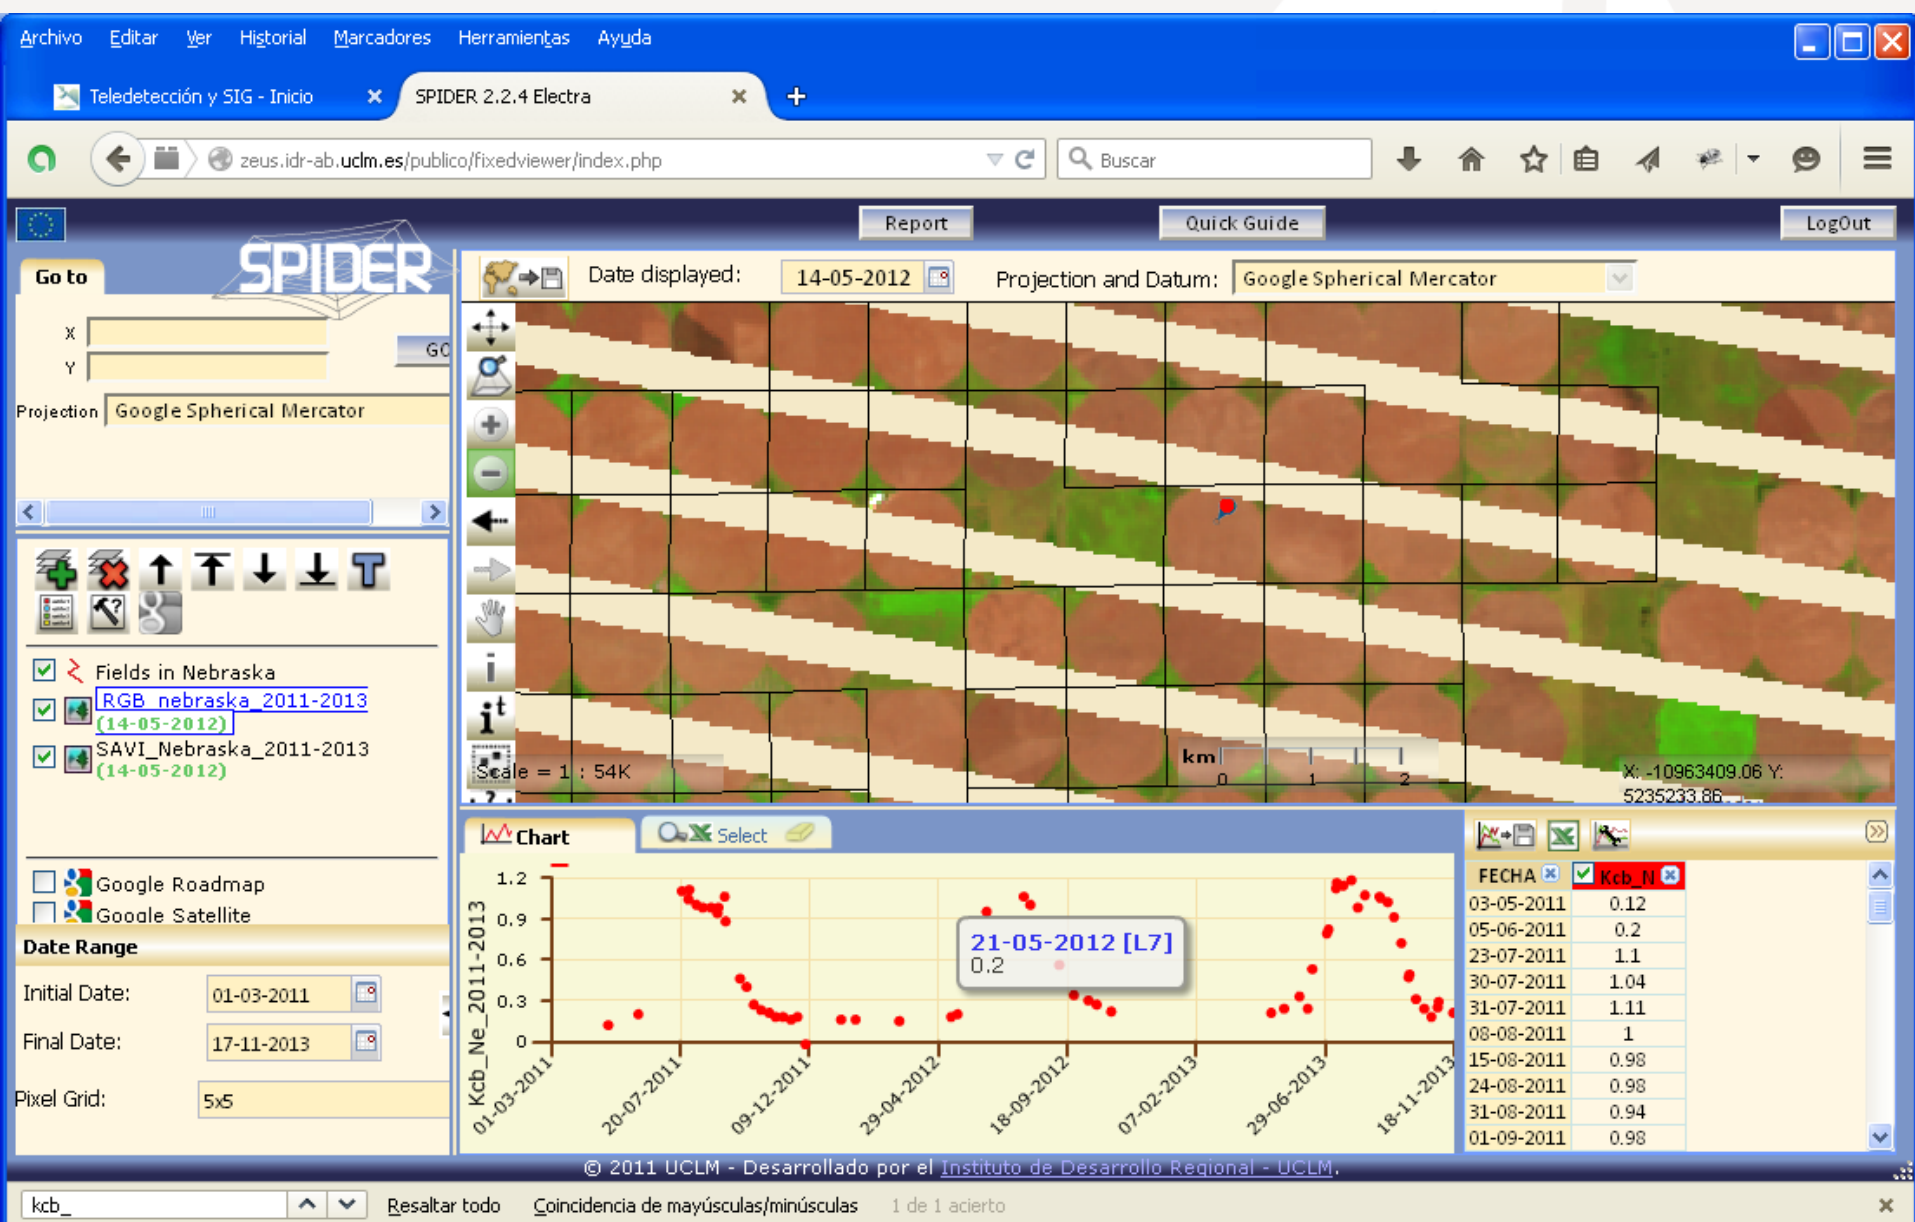 Archivo Editar Ver Historial Marcadores Herramientas Ayuda
Teledetección y SIG - Inicio SPIDER 2.2.4 Electra
zeus.idr-ab.uclm.es/publico/fixedviewer/index.php Buscar
Report Quick Guide LogOut
SPIDER
Go to
X
Y
GO
Projection Google Spherical Mercator
Date displayed: 14-05-2012 Projection and Datum: Google Spherical Mercator
Fields in Nebraska
RGB_nebraska_2011-2013
(14-05-2012)
SAVI_Nebraska_2011-2013
(14-05-2012)
Google Roadmap
Google Satellite
Date Range
Initial Date: 01-03-2011
Final Date: 17-11-2013
Pixel Grid: 5x5
Scale = 1 : 54K
km
0 1 2
X: -10963409.06 Y:
5235233.86
Chart Select
Kcb_Ne_2011-2013
1.2
0.9
0.6
0.3
0
01-03-2011 20-07-2011 09-12-2011 29-04-2012 18-09-2012 07-02-2013 29-06-2013 18-11-2013
21-05-2012 [L7]
0.2
FECHA Kcb_N
03-05-2011 0.12
05-06-2011 0.2
23-07-2011 1.1
30-07-2011 1.04
31-07-2011 1.11
08-08-2011 1
15-08-2011 0.98
24-08-2011 0.98
31-08-2011 0.94
01-09-2011 0.98
© 2011 UCLM - Desarrollado por el Instituto de Desarrollo Regional - UCLM.
kcb_ Resaltar todo Coincidencia de mayúsculas/minúsculas 1 de 1 acierto